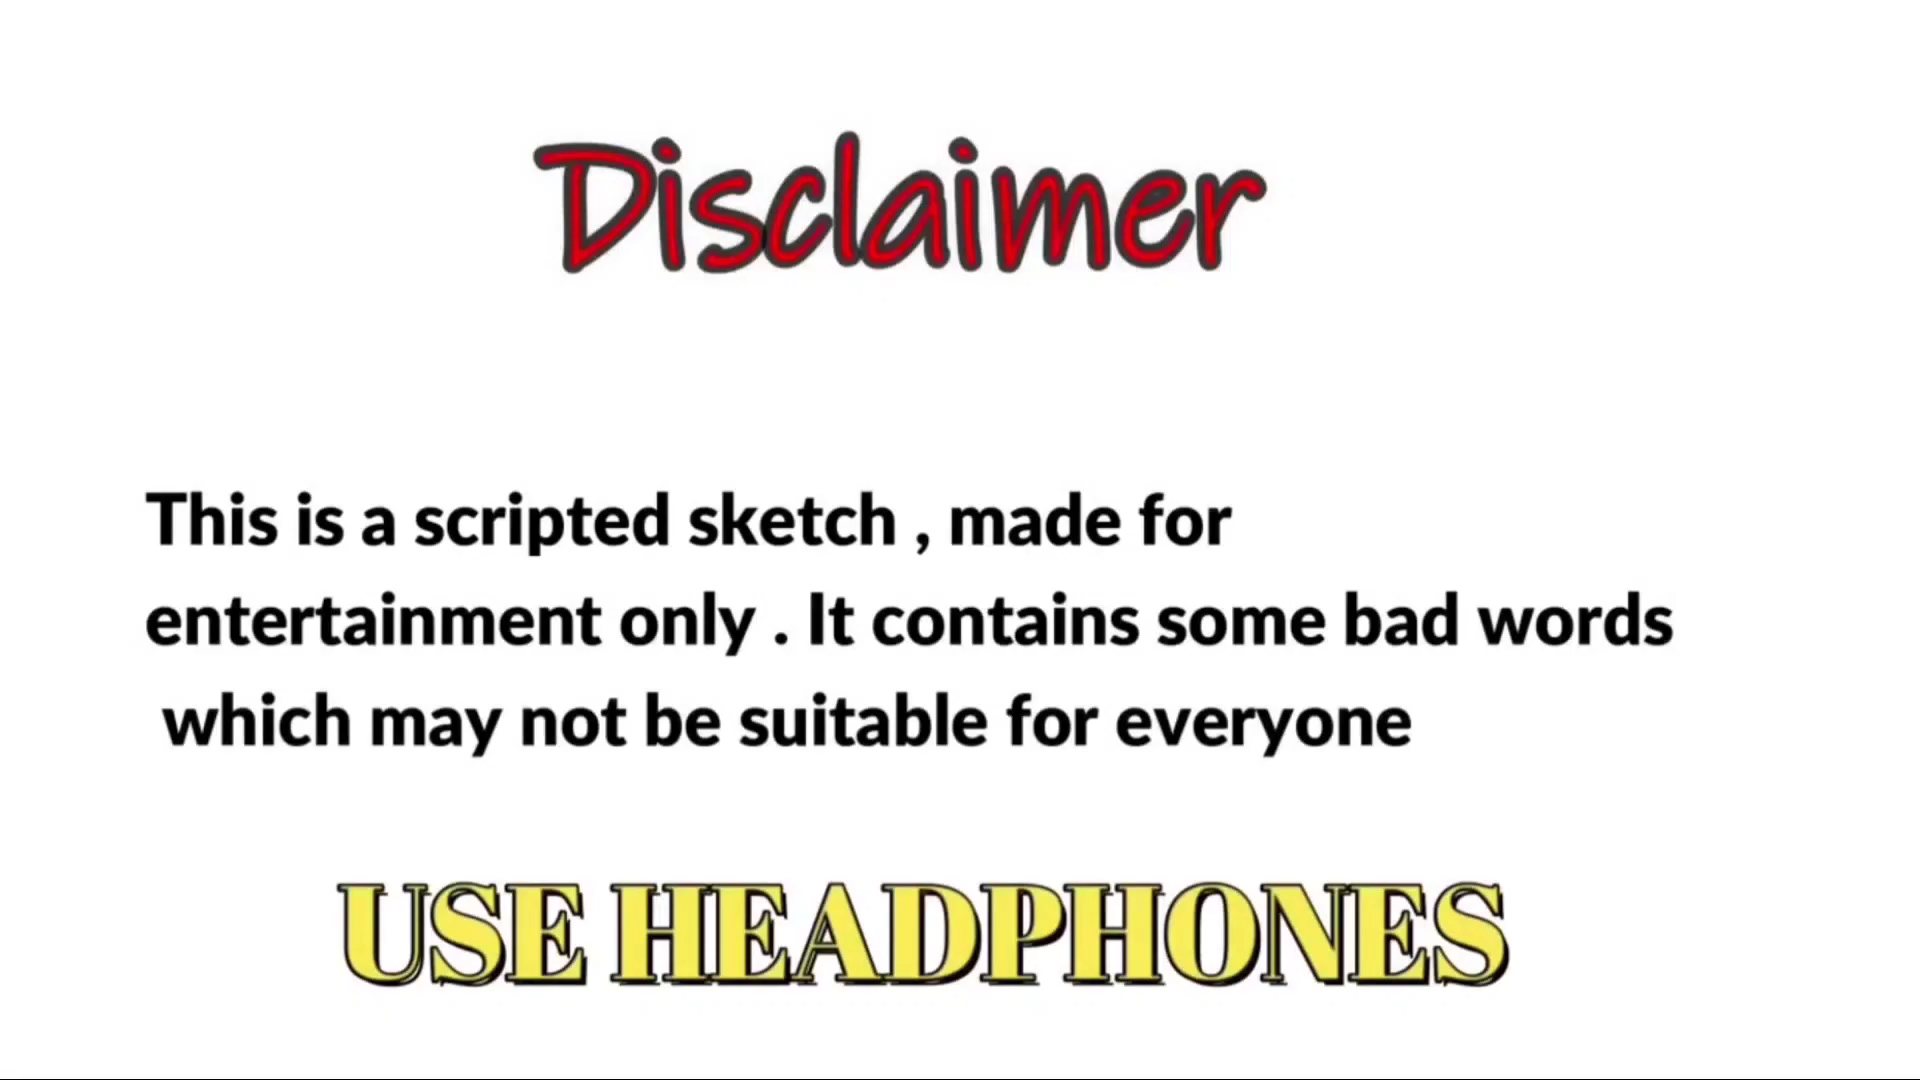 Disclaimer
This is a scripted sketch , made for
entertainment only . It contains some bad words
which may not be suitable for everyone
USE HEADPHONES